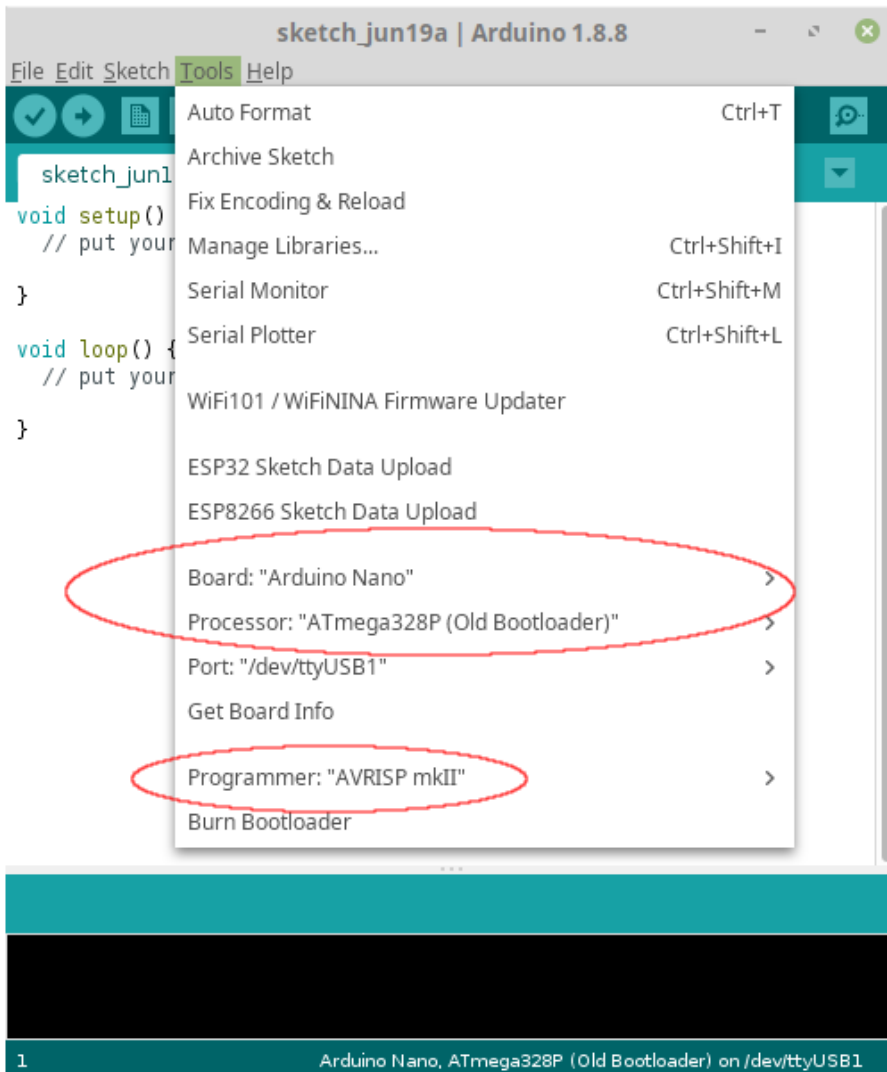 sketch_jun19a | Arduino 1.8.8
File Edit Sketch Tools Help
Auto Format Ctrl+T
Archive Sketch
sketch_jun1
Fix Encoding & Reload
void setup()
// put your
Manage Libraries... Ctrl+Shift+I
}
Serial Monitor Ctrl+Shift+M
Serial Plotter Ctrl+Shift+L
void loop() {
// put your
WiFi101 / WiFiNINA Firmware Updater
}
ESP32 Sketch Data Upload
ESP8266 Sketch Data Upload
Board: "Arduino Nano"
Processor: "ATmega328P (Old Bootloader)"
Port: "/dev/ttyUSB1"
Get Board Info
Programmer: "AVRISP mkII"
Burn Bootloader
1 Arduino Nano, ATmega328P (Old Bootloader) on /dev/ttyUSB1